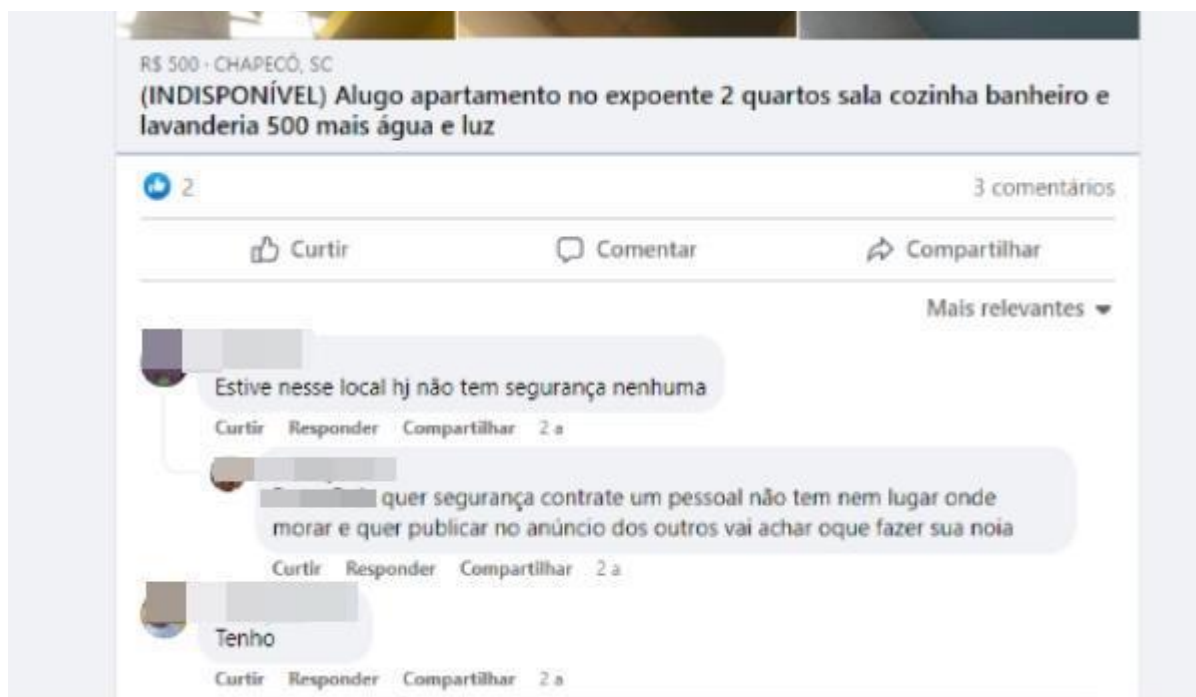 R$ 500 · CHAPECÓ, SC
(INDISPONÍVEL) Alugo apartamento no expoente 2 quartos sala cozinha banheiro e
lavanderia 500 mais água e luz
2
3 comentários
Curtir Comentar Compartilhar
Mais relevantes
Estive nesse local hj não tem segurança nenhuma
Curtir Responder Compartilhar 2 a
quer segurança contrate um pessoal não tem nem lugar onde
morar e quer publicar no anúncio dos outros vai achar oque fazer sua noia
Curtir Responder Compartilhar 2 a
Tenho
Curtir Responder Compartilhar 2 a